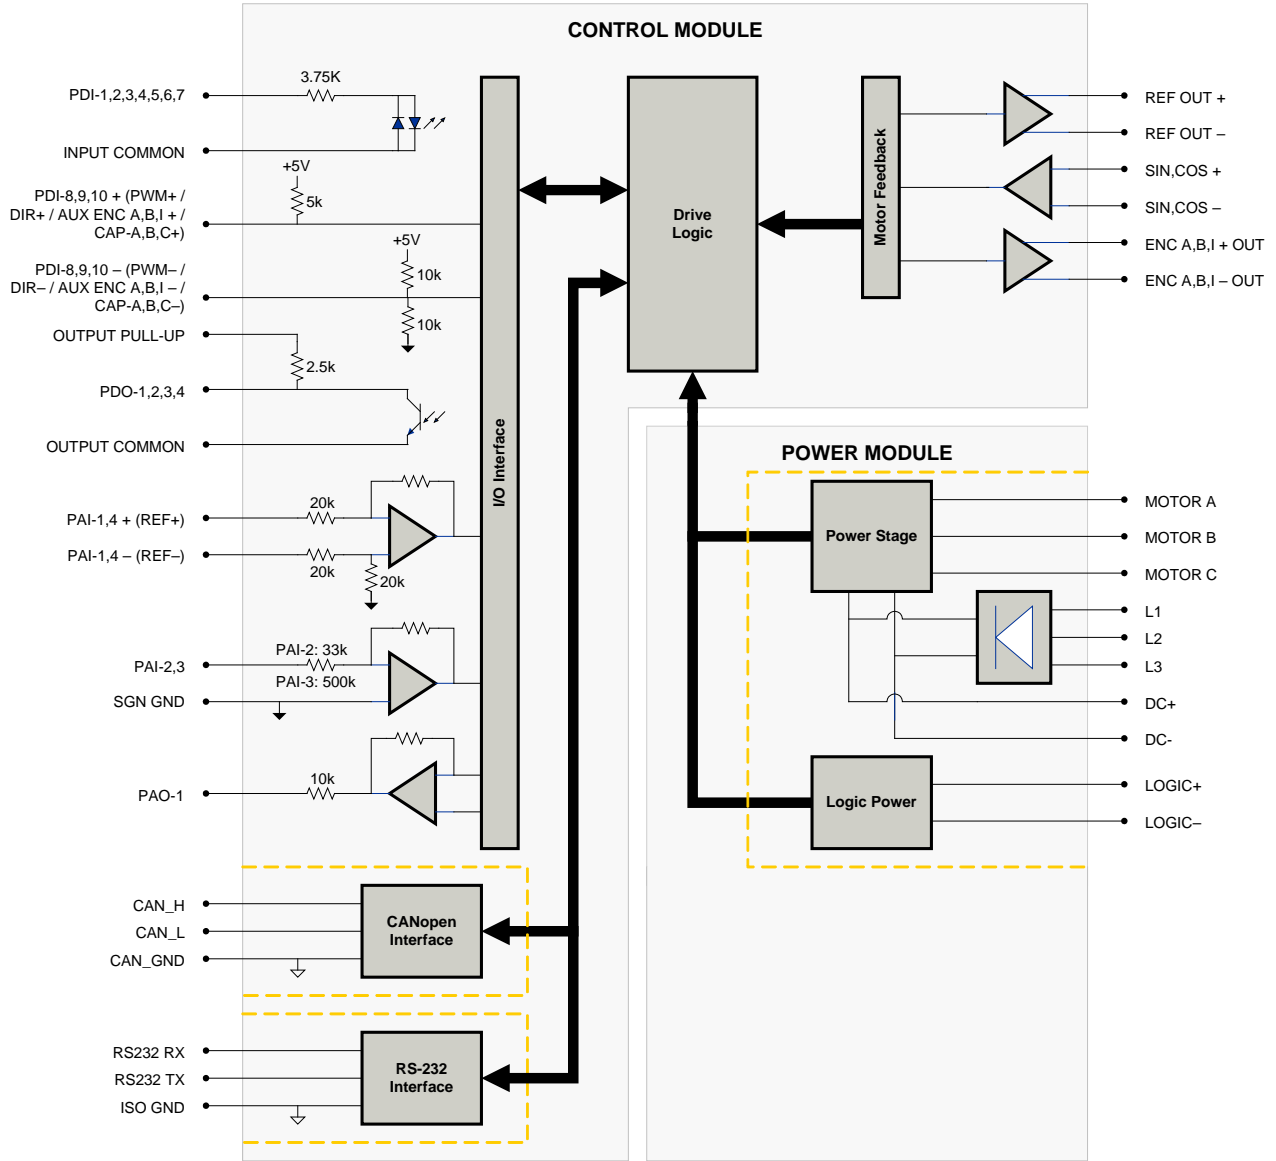 CONTROL MODULE
PDI-1,2,3,4,5,6,7
3.75K
INPUT COMMON
+5V
5k
PDI-8,9,10 + (PWM+ /
DIR+ / AUX ENC A,B,I + /
CAP-A,B,C+)
+5V
10k
PDI-8,9,10 – (PWM– /
DIR– / AUX ENC A,B,I – /
CAP-A,B,C–)
10k
OUTPUT PULL-UP
2.5k
PDO-1,2,3,4
OUTPUT COMMON
20k
PAI-1,4 + (REF+)
PAI-1,4 – (REF–)
20k
20k
PAI-2: 33k
PAI-2,3
PAI-3: 500k
SGN GND
10k
PAO-1
I/O Interface
CAN_H
CAN_L
CAN_GND
CANopen
Interface
RS232 RX
RS232 TX
ISO GND
RS-232
Interface
Drive
Logic
Motor Feedback
REF OUT +
REF OUT –
SIN,COS +
SIN,COS –
ENC A,B,I + OUT
ENC A,B,I – OUT
POWER MODULE
Power Stage
MOTOR A
MOTOR B
MOTOR C
L1
L2
L3
DC+
DC-
Logic Power
LOGIC+
LOGIC–